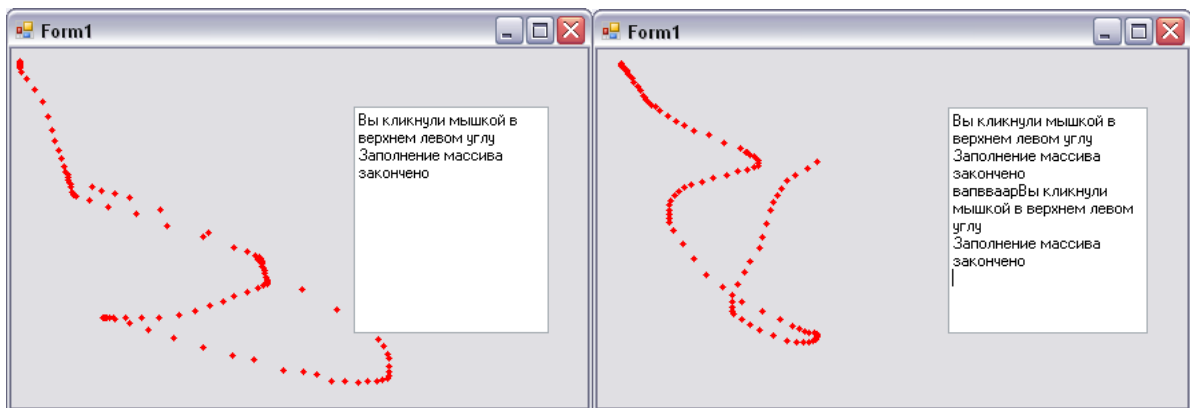 Form1
Вы кликнули мышкой в
верхнем левом углу
Заполнение массива
закончено
Form1
Вы кликнули мышкой в
верхнем левом углу
Заполнение массива
закончено
вапвваарВы кликнули
мышкой в верхнем левом
углу
Заполнение массива
закончено